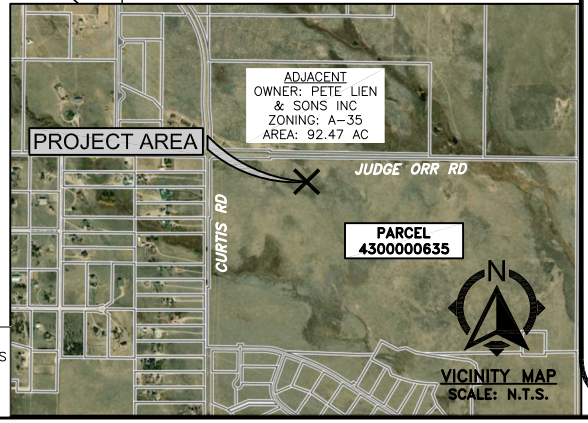 ADJACENT
OWNER: PETE LIEN
& SONS INC
ZONING: A-35
AREA: 92.47 AC
PROJECT AREA
JUDGE ORR RD
CURTIS RD
PARCEL
4300000635
N
S
VICINITY MAP
SCALE: N.T.S.